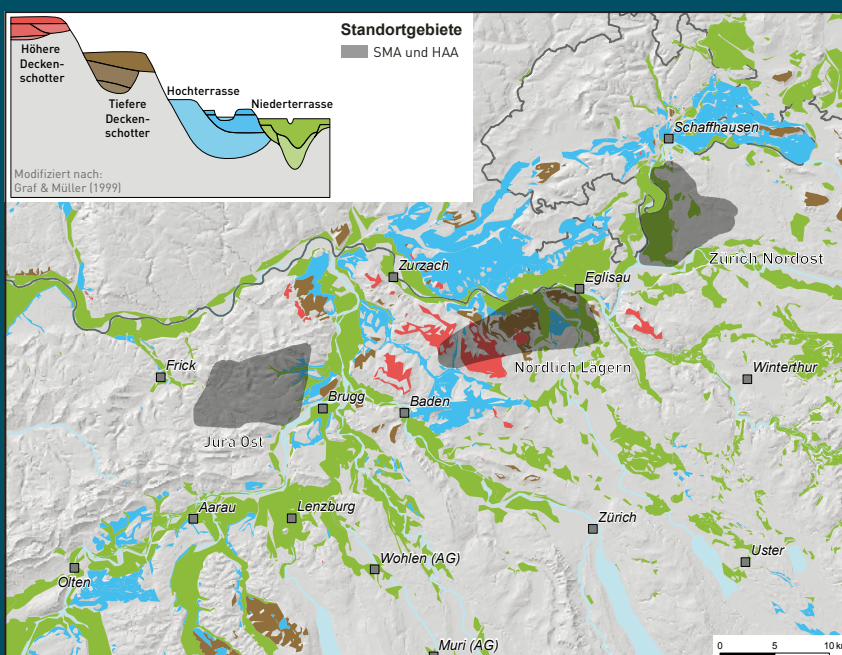 Höhere
Decken-
schotter
Tiefere
Decken-
schotter
Hochterrasse
Niederterrasse
Modifiziert nach:
Graf & Müller (1999)
Standortgebiete
SMA und HAA
Schaffhausen
Zürich Nordost
Zurzach
Eglisau
Nördlich Lägern
Winterthur
Frick
Brugg
Baden
Jura Ost
Aarau
Lenzburg
Zürich
Wohlen (AG)
Uster
Olten
Muri (AG)
0 5 10 km